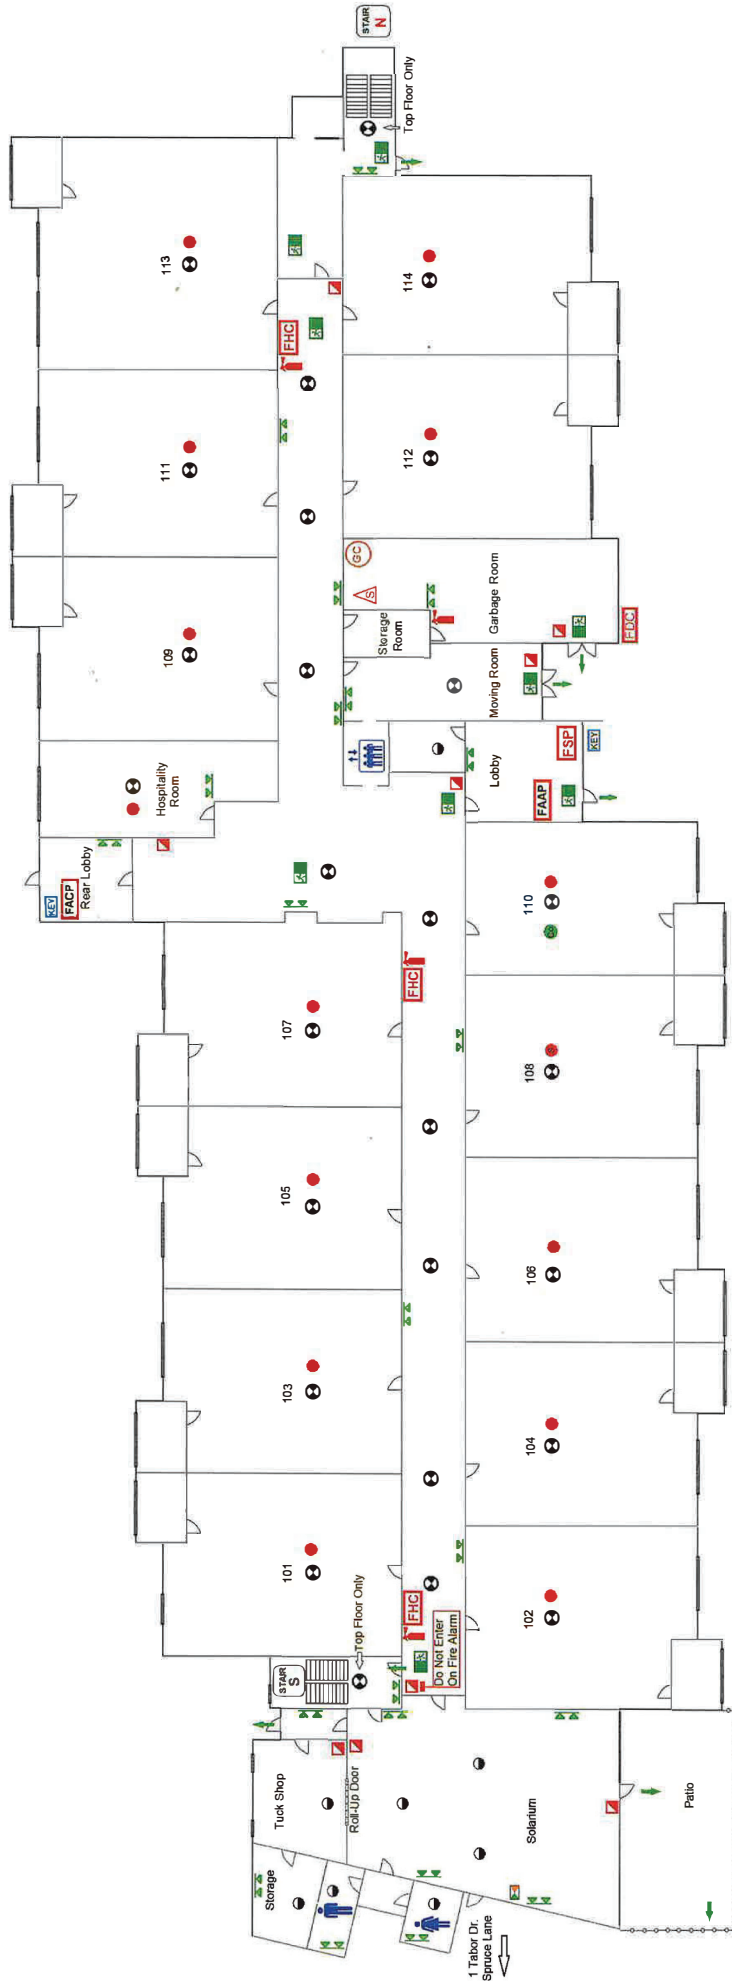 STAIR
N
Top Floor Only
113
114
FHC
111
112
GC
S
Garbage Room
Storage
Room
FDC
109
Moving Room
Hospitality
Room
Lobby
FSP
KEY
FAAP
KEY
FACP
Rear Lobby
110
CO
FHC
107
108
S
105
106
103
104
101
102
FHC
Do Not Enter
On Fire Alarm
Top Floor Only
STAIR
S
Tuck Shop
Roll-Up Door
Storage
Solarium
Patio
1 Tabor Dr.
Spruce Lane